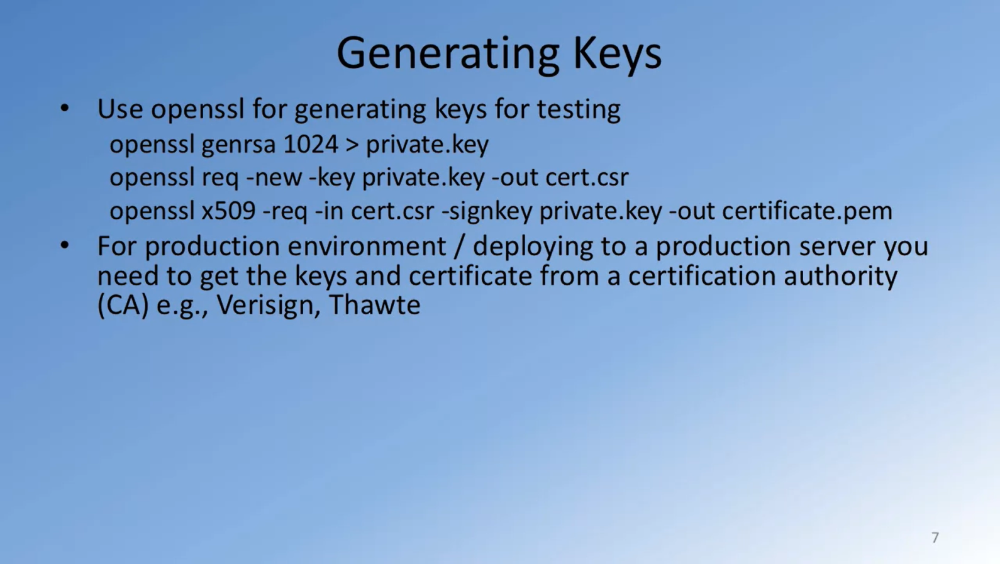 Generating Keys
• Use openssl for generating keys for testing
openssl genrsa 1024 > private.key
openssl req -new -key private.key -out cert.csr
openssl x509 -req -in cert.csr -signkey private.key -out certificate.pem
• For production environment / deploying to a production server you
need to get the keys and certificate from a certification authority
(CA) e.g., Verisign, Thawte
7